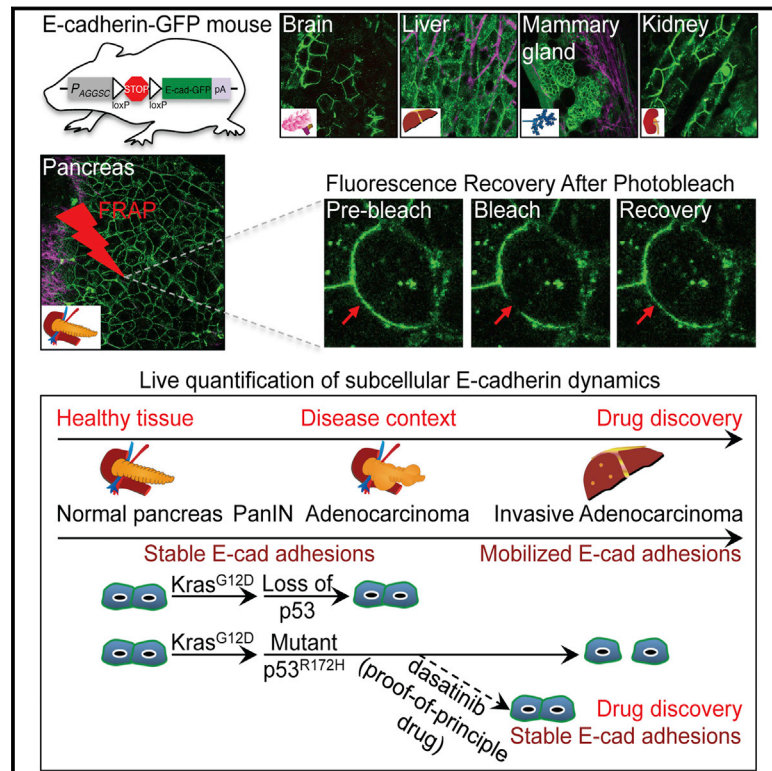 E-cadherin-GFP mouse
P_AGGSC loxP STOP loxP E-cad-GFP pA
Brain
Liver
Mammary
gland
Kidney
Pancreas
FRAP
Fluorescence Recovery After Photobleach
Pre-bleach
Bleach
Recovery
Live quantification of subcellular E-cadherin dynamics
Healthy tissue
Disease context
Drug discovery
Normal pancreas
PanIN
Adenocarcinoma
Invasive Adenocarcinoma
Stable E-cad adhesions
Mobilized E-cad adhesions
Kras^G12D
Loss of
p53
Kras^G12D
Mutant
p53^R172H
dasatinib
(proof-of-principle
drug)
Drug discovery
Stable E-cad adhesions